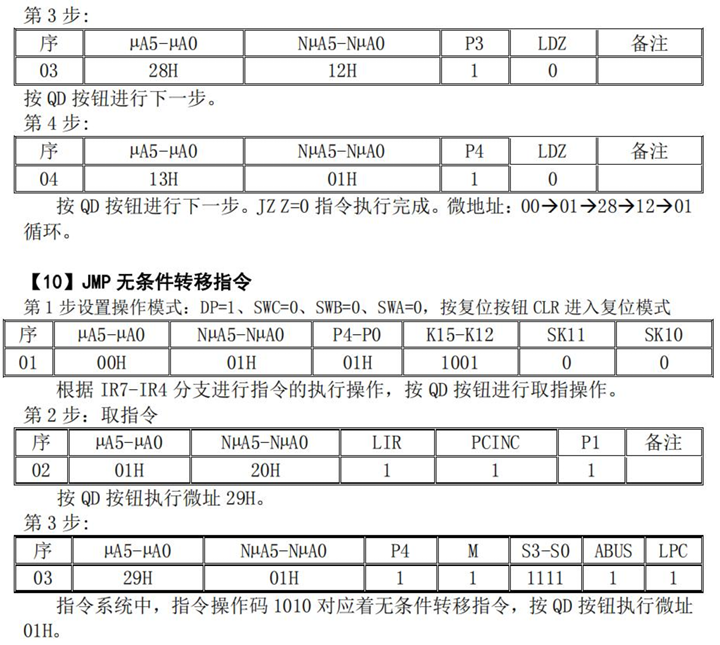 第 3 步:
序 μA5-μA0 NμA5-NμA0 P3 LDZ 备注
03 28H 12H 1 0
按 QD 按钮进行下一步。
第 4 步:
序 μA5-μA0 NμA5-NμA0 P4 LDZ 备注
04 13H 01H 1 0
按 QD 按钮进行下一步。JZ Z=0 指令执行完成。微地址：00→01→28→12→01
循环。
【10】JMP 无条件转移指令
第 1 步设置操作模式：DP=1、SWC=0、SWB=0、SWA=0，按复位按钮 CLR 进入复位模式
序 μA5-μA0 NμA5-NμA0 P4-P0 K15-K12 SK11 SK10
01 00H 01H 01H 1001 0 0
根据 IR7-IR4 分支进行指令的执行操作，按 QD 按钮进行取指操作。
第 2 步：取指令
序 μA5-μA0 NμA5-NμA0 LIR PCINC P1 备注
02 01H 20H 1 1 1
按 QD 按钮执行微址 29H。
第 3 步:
序 μA5-μA0 NμA5-NμA0 P4 M S3-S0 ABUS LPC
03 29H 01H 1 1 1111 1 1
指令系统中，指令操作码 1010 对应着无条件转移指令，按 QD 按钮执行微址
01H。